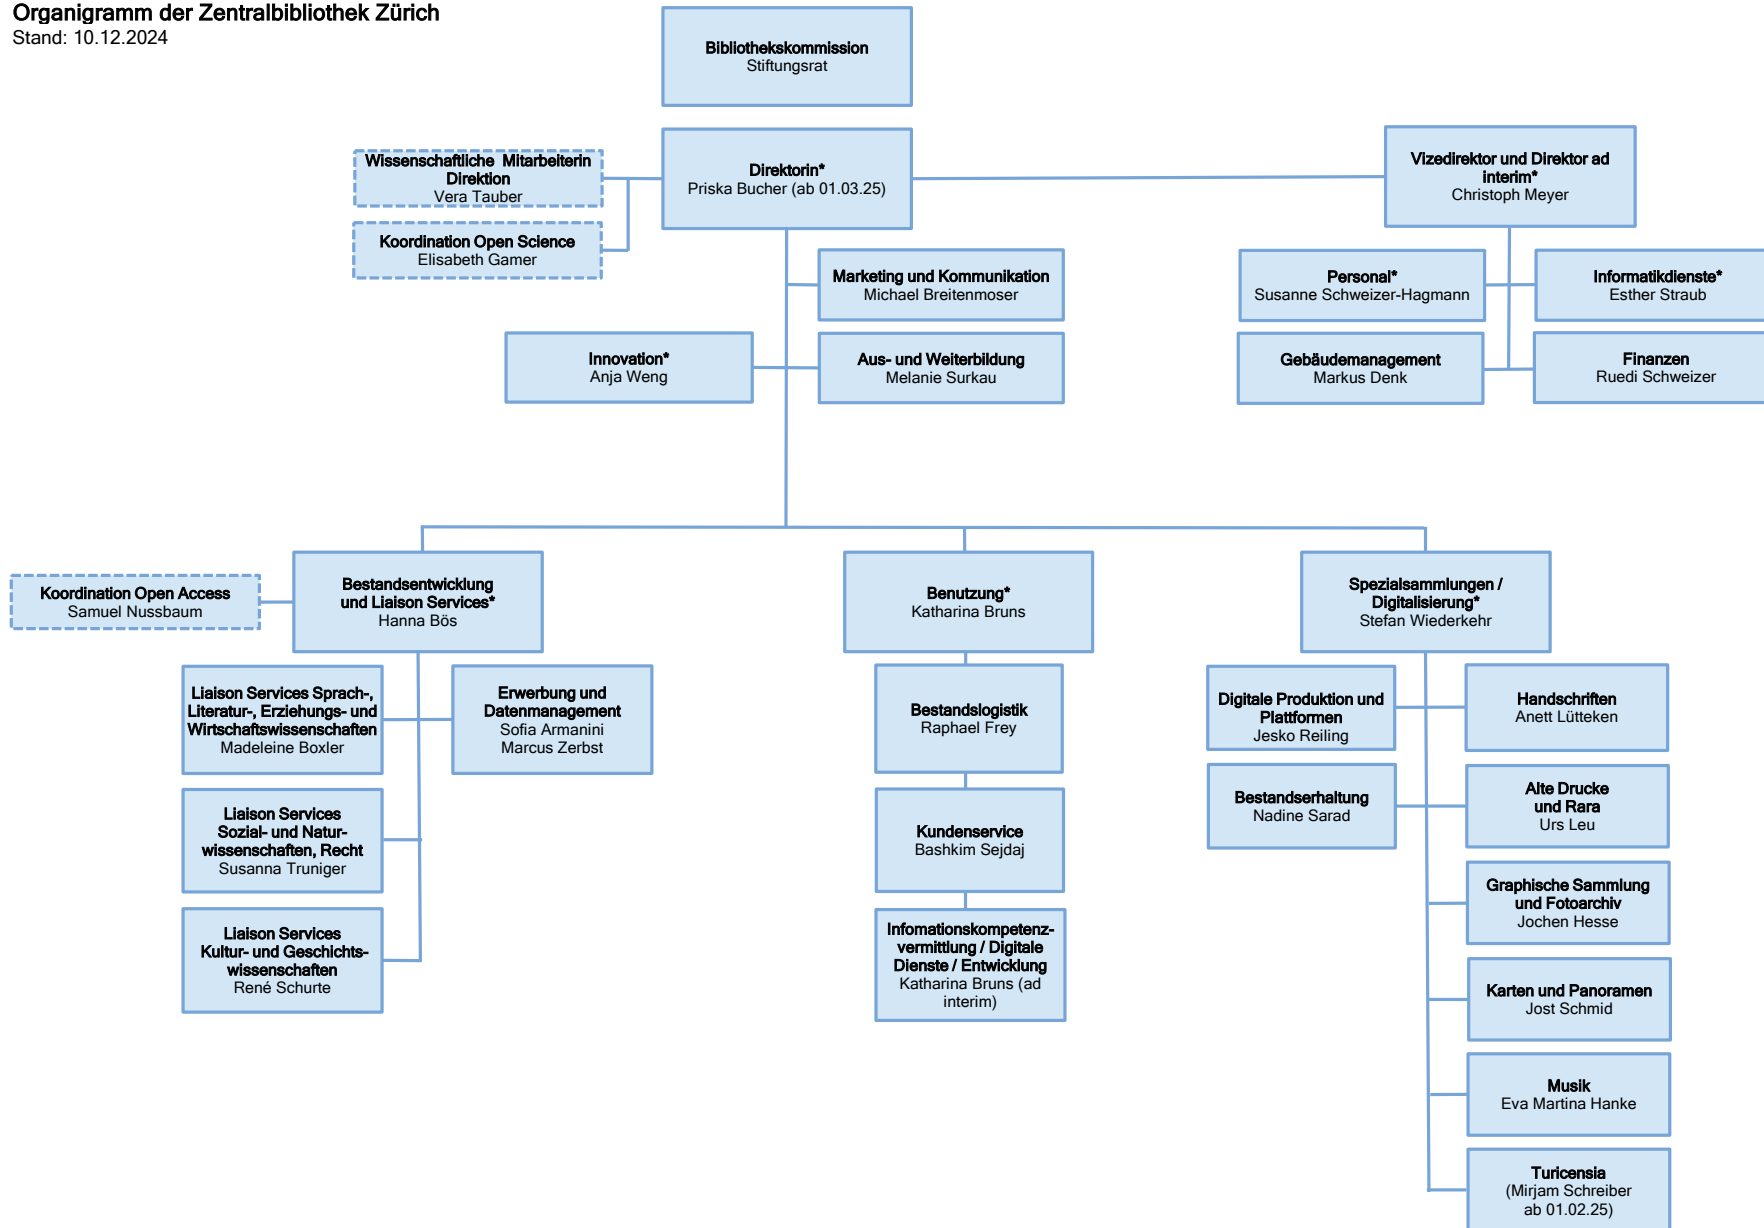 Organigramm der Zentralbibliothek Zürich
Stand: 10.12.2024
Bibliothekskommission
Stiftungsrat
Wissenschaftliche Mitarbeiterin
Direktion
Vera Tauber
Direktorin*
Priska Bucher (ab 01.03.25)
Vizedirektor und Direktor ad
interim*
Christoph Meyer
Koordination Open Science
Elisabeth Gamer
Marketing und Kommunikation
Michael Breitenmoser
Personal*
Susanne Schweizer-Hagmann
Informatikdienste*
Esther Straub
Innovation*
Anja Weng
Aus- und Weiterbildung
Melanie Surkau
Gebäudemanagement
Markus Denk
Finanzen
Ruedi Schweizer
Koordination Open Access
Samuel Nussbaum
Bestandsentwicklung
und Liaison Services*
Hanna Bös
Benutzung*
Katharina Bruns
Spezialsammlungen /
Digitalisierung*
Stefan Wiederkehr
Liaison Services Sprach-,
Literatur-, Erziehungs- und
Wirtschaftswissenschaften
Madeleine Boxler
Erwerbung und
Datenmanagement
Sofia Armanini
Marcus Zerbst
Bestandslogistik
Raphael Frey
Digitale Produktion und
Plattformen
Jesko Reiling
Handschriften
Anett Lütteken
Liaison Services
Sozial- und Natur-
wissenschaften, Recht
Susanna Truniger
Kundenservice
Bashkim Sejdaj
Bestandserhaltung
Nadine Sarad
Alte Drucke
und Rara
Urs Leu
Liaison Services
Kultur- und Geschichts-
wissenschaften
René Schurte
Infomationskompetenz-
vermittlung / Digitale
Dienste / Entwicklung
Katharina Bruns (ad
interim)
Graphische Sammlung
und Fotoarchiv
Jochen Hesse
Karten und Panoramen
Jost Schmid
Musik
Eva Martina Hanke
Turicensia
(Mirjam Schreiber
ab 01.02.25)